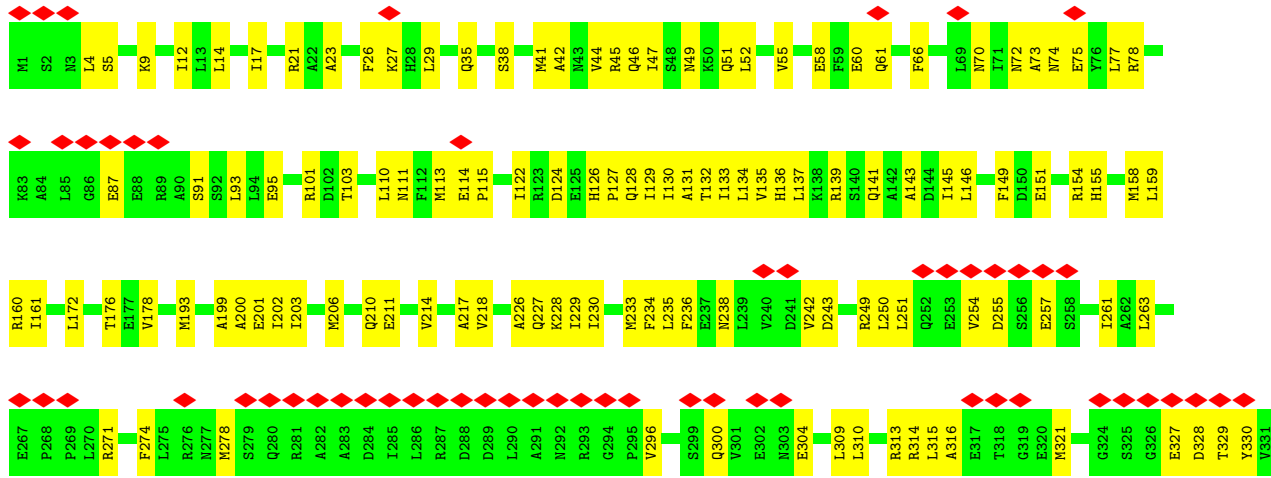 M1 S2 N3 L4 S5 K9 I12 L13 L14 I17 R21 A22 A23 F26 K27 H28 L29 Q35 S38 M41 A42 N43 V44 R45 Q46 I47 S48 N49 K50 Q51 L52 V55 E58 F59 E60 Q61 F66 L69 N70 I71 N72 A73 N74 E75 Y76 L77 R78
K83 A84 L85 G86 E87 E88 R89 A90 S91 S92 L93 L94 E95 R101 D102 T103 L110 N111 F112 M113 E114 P115 I122 R123 D124 E125 H126 P127 Q128 I129 I130 A131 T132 I133 L134 V135 H136 L137 K138 R139 S140 Q141 A142 A143 D144 I145 L146 F149 D150 E151 R154 H155 M158 L159
R160 I161 L172 T176 E177 V178 M193 A199 A200 E201 I202 I203 M206 Q210 E211 V214 A217 V218 A226 Q227 K228 I229 I230 M233 F234 L235 F236 E237 N238 L239 V240 D241 V242 D243 R249 L250 L251 Q252 E253 V254 D255 S256 E257 S258 I261 A262 L263
E267 P268 P269 L270 R271 F274 L275 R276 N277 M278 S279 Q280 R281 A282 A283 D284 I285 L286 R287 D288 D289 L290 A291 N292 R293 G294 P295 V296 S299 Q300 V301 E302 N303 E304 L309 L310 R313 R314 L315 A316 E317 T318 G319 E320 M321 G324 S325 G326 E327 D328 T329 Y330 V331